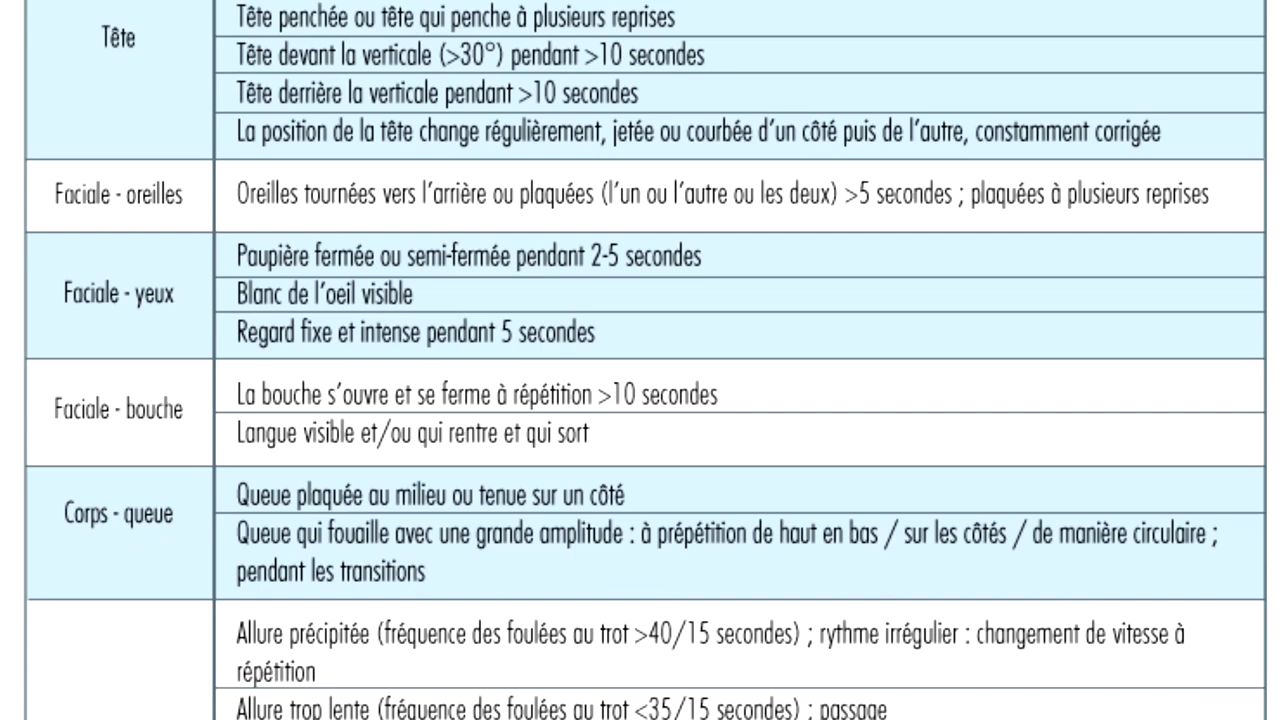 Tête
Tête penchée ou tête qui penche à plusieurs reprises
Tête devant la verticale (>30°) pendant >10 secondes
Tête derrière la verticale pendant >10 secondes
La position de la tête change régulièrement, jetée ou courbée d'un côté puis de l'autre, constamment corrigée
Faciale - oreilles
Oreilles tournées vers l'arrière ou plaquées (l'un ou l'autre ou les deux) >5 secondes ; plaquées à plusieurs reprises
Faciale - yeux
Paupière fermée ou semi-fermée pendant 2-5 secondes
Blanc de l'oeil visible
Regard fixe et intense pendant 5 secondes
Faciale - bouche
La bouche s'ouvre et se ferme à répétition >10 secondes
Langue visible et/ou qui rentre et qui sort
Corps - queue
Queue plaquée au milieu ou tenue sur un côté
Queue qui fouaille avec une grande amplitude : à prépétition de haut en bas / sur les côtés / de manière circulaire ;
pendant les transitions
Allure précipitée (fréquence des foulées au trot >40/15 secondes) ; rythme irrégulier : changement de vitesse à
répétition
Allure trop lente (fréquence des foulées au trot <35/15 secondes) ; passage